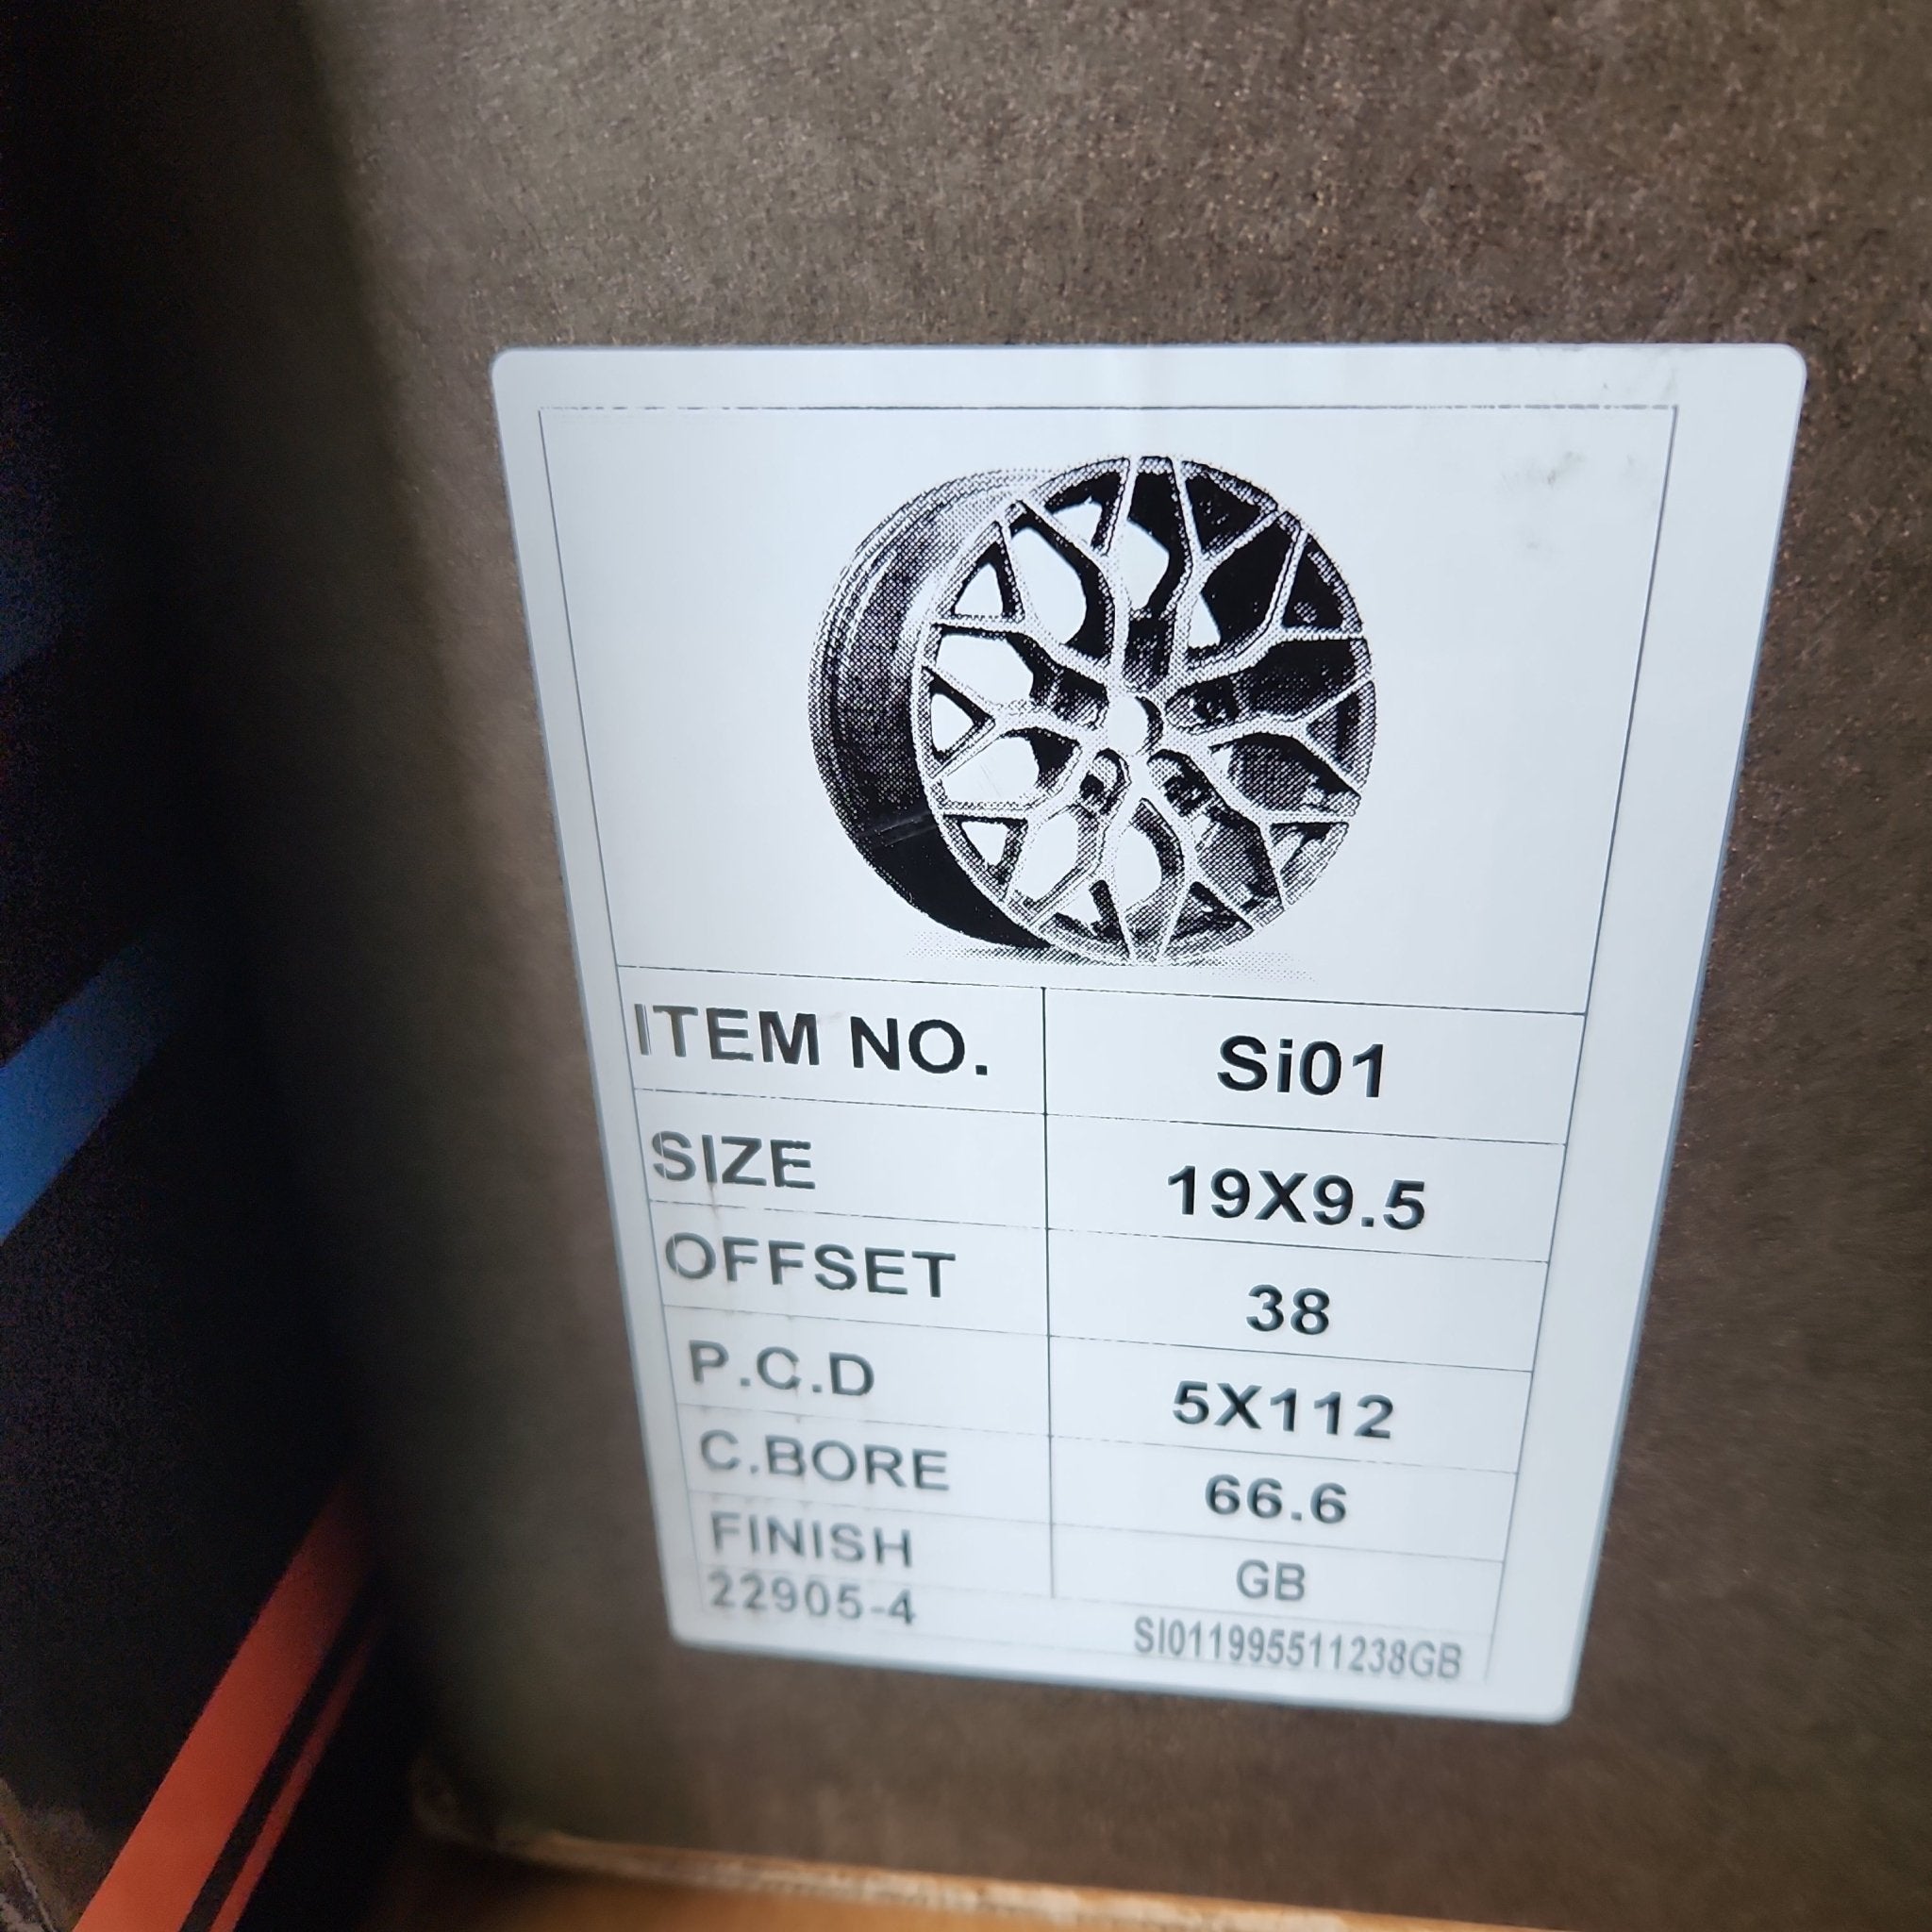 ITEM NO. Si01
SIZE 19X9.5
OFFSET 38
P.C.D 5X112
C.BORE 66.6
FINISH GB
22905-4 SI011995511238GB